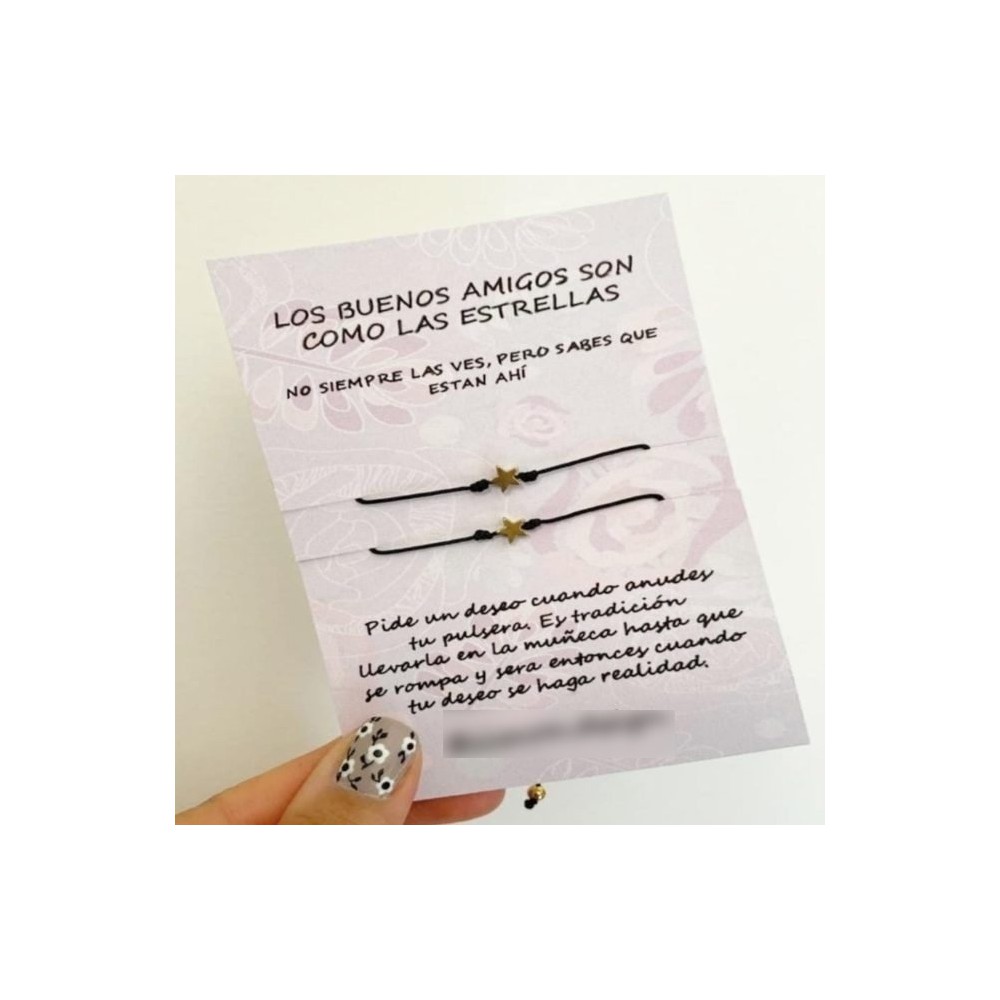 LOS BUENOS AMIGOS SON
COMO LAS ESTRELLAS
NO SIEMPRE LAS VES, PERO SABES QUE
ESTAN AHÍ
Pide un deseo cuando anudes
tu pulsera. Es tradición
llevarla en la muñeca hasta que
se rompa y sera entonces cuando
tu deseo se haga realidad.